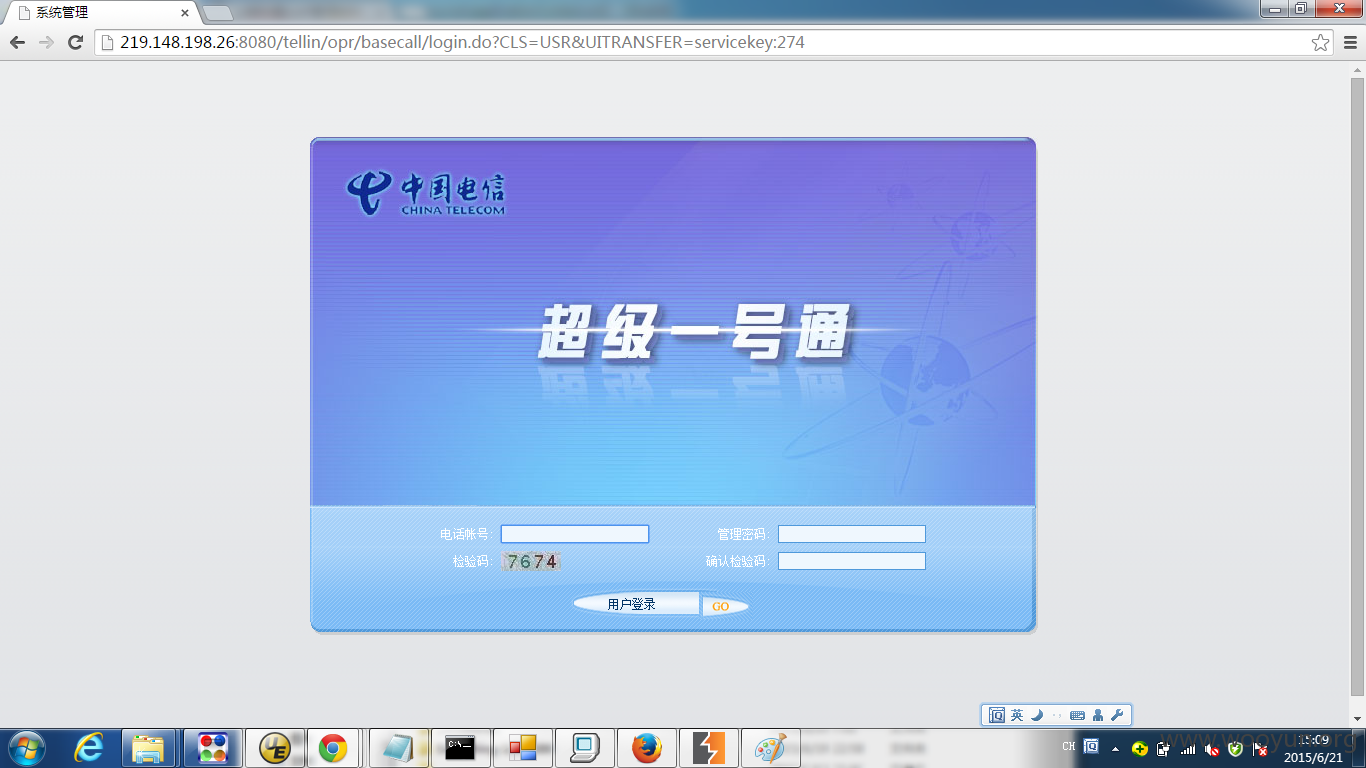 系统管理
219.148.198.26:8080/tellin/opr/basecall/login.do?CLS=USR&UITRANSFER=servicekey:274
中国电信
CHINA TELECOM
超级一号通
电话帐号:
管理密码:
检验码: 7674
确认检验码:
用户登录 GO
英
CH
15:09
2015/6/21
www.wooyun.org